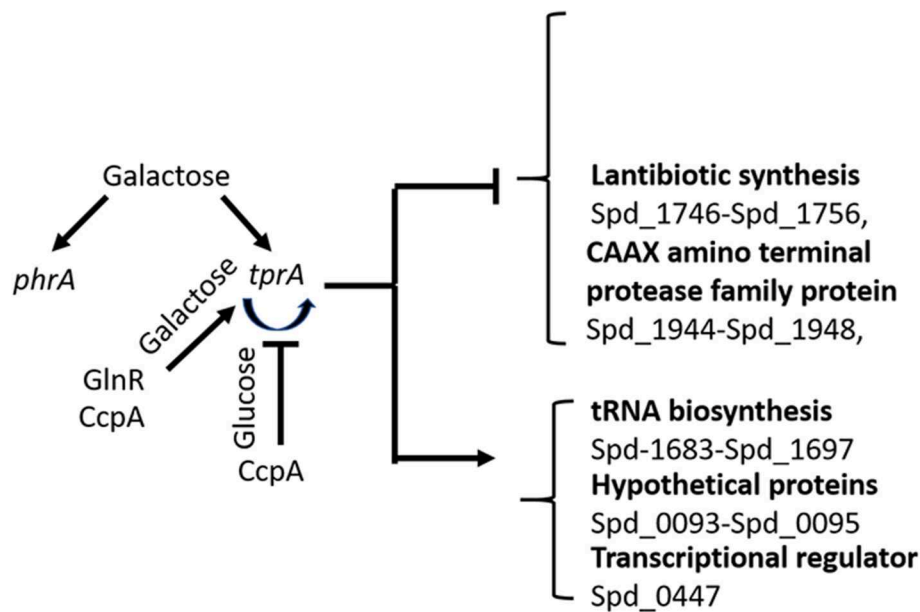 Galactose
phrA
tprA
Galactose
GlnR
CcpA
Glucose
CcpA
Lantibiotic synthesis
Spd_1746-Spd_1756,
CAAX amino terminal
protease family protein
Spd_1944-Spd_1948,
tRNA biosynthesis
Spd-1683-Spd_1697
Hypothetical proteins
Spd_0093-Spd_0095
Transcriptional regulator
Spd_0447